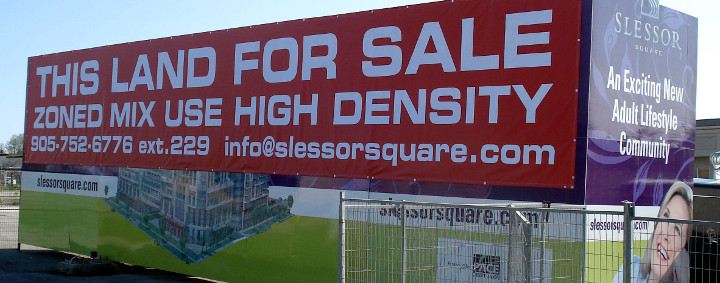 THIS LAND FOR SALE
ZONED MIX USE HIGH DENSITY
905-752-6776 ext.229 info@slessorsquare.com
slessorsquare.com
slessorsquare.com
PACE
SLESSOR
SQUARE
An Exciting New
Adult Lifestyle
Community
slessorsquare.com